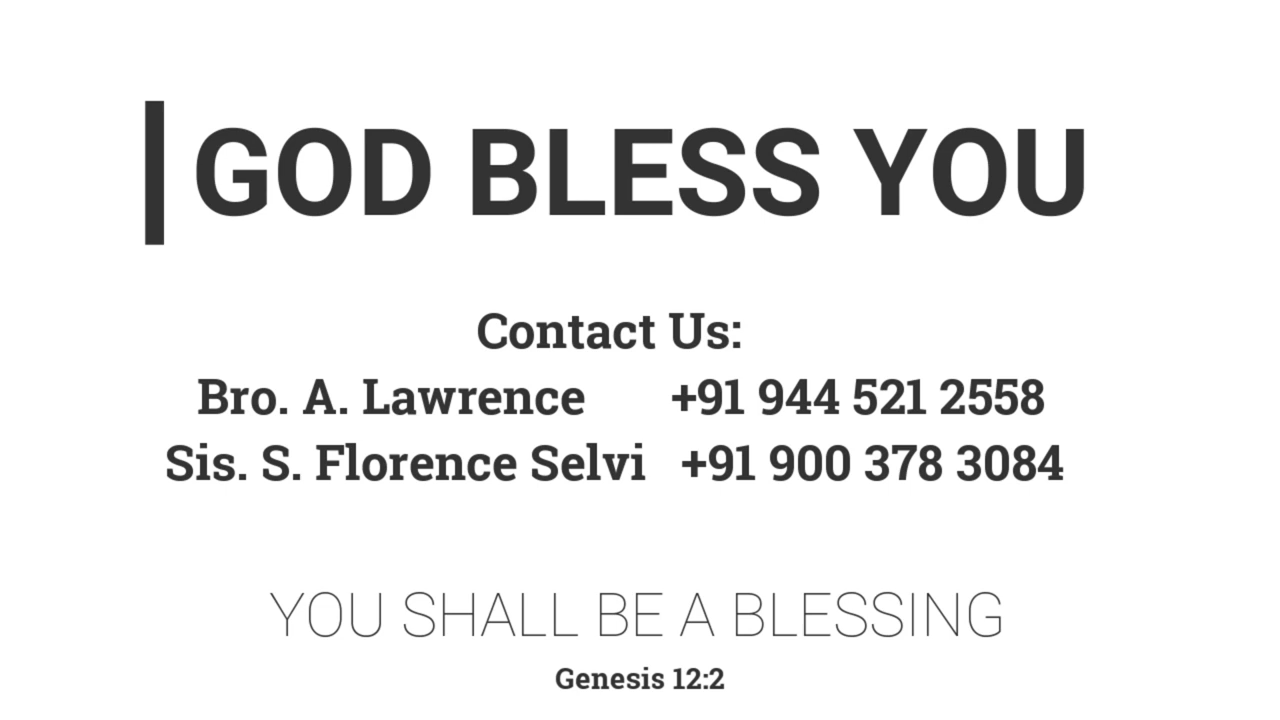 GOD BLESS YOU
Contact Us:
Bro. A. Lawrence +91 944 521 2558
Sis. S. Florence Selvi +91 900 378 3084
YOU SHALL BE A BLESSING
Genesis 12:2